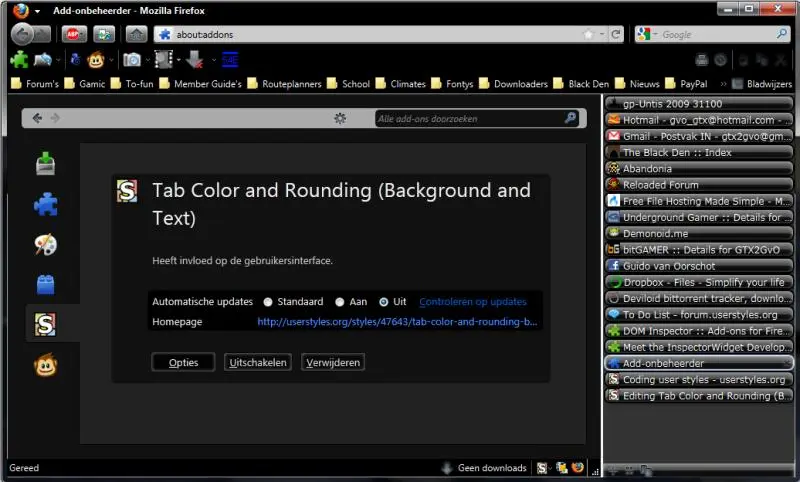 Add-onbeheerder - Mozilla Firefox
ABP
about:addons
Google
S4E
Forum's Gamic To-fun Member Guide's Routeplanners School Climates Fontys Downloaders Black Den Nieuws PayPal » Bladwijzers
Alle add-ons doorzoeken
Tab Color and Rounding (Background and
Text)
Heeft invloed op de gebruikersinterface.
Automatische updates Standaard Aan Uit Controleren op updates
Homepage http://userstyles.org/styles/47643/tab-color-and-rounding-b...
Opties Uitschakelen Verwijderen
gp-Untis 2009 31100
Hotmail - gvo_gtx@hotmail.com - ...
Gmail - Postvak IN - gtx2gvo@gm...
The Black Den :: Index
Abandonia
Reloaded Forum
Free File Hosting Made Simple - M...
Underground Gamer :: Details for ...
Demonoid.me
bitGAMER :: Details for GTX2GvO
Guido van Oorschot
Dropbox - Files - Simplify your life
Deviloid bittorrent tracker, downlo...
To Do List - forum.userstyles.org
DOM Inspector :: Add-ons for Fire...
Meet the InspectorWidget Develop...
Add-onbeheerder
Coding user styles - userstyles.org
Editing Tab Color and Rounding (B...
Gereed
Geen downloads